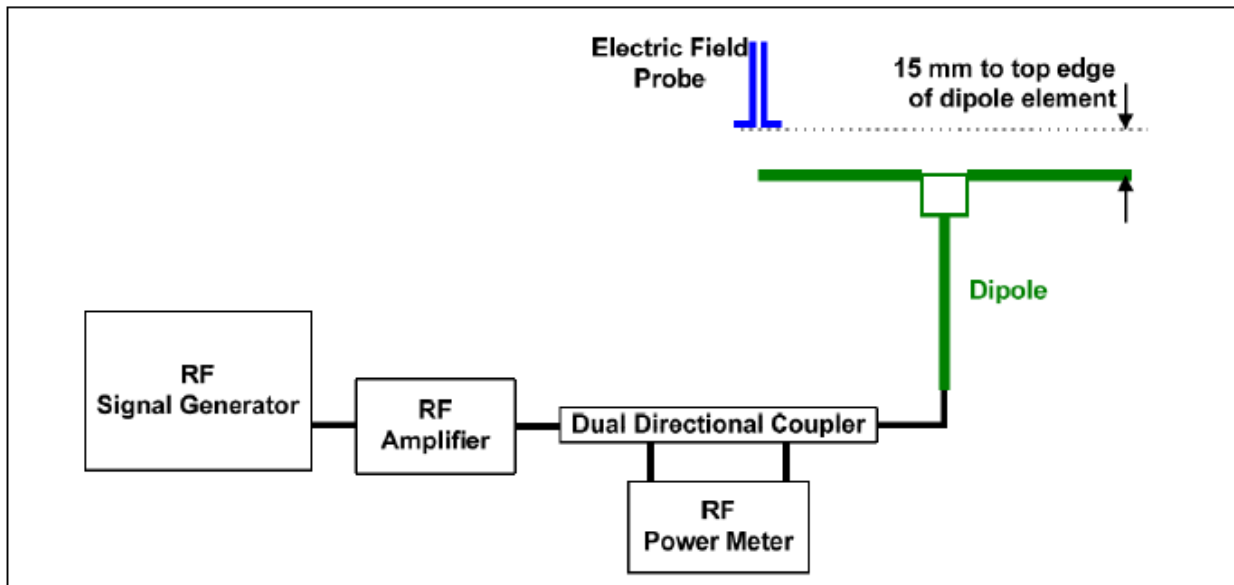 Electric Field
Probe
15 mm to top edge
of dipole element
Dipole
RF
Signal Generator
RF
Amplifier
Dual Directional Coupler
RF
Power Meter